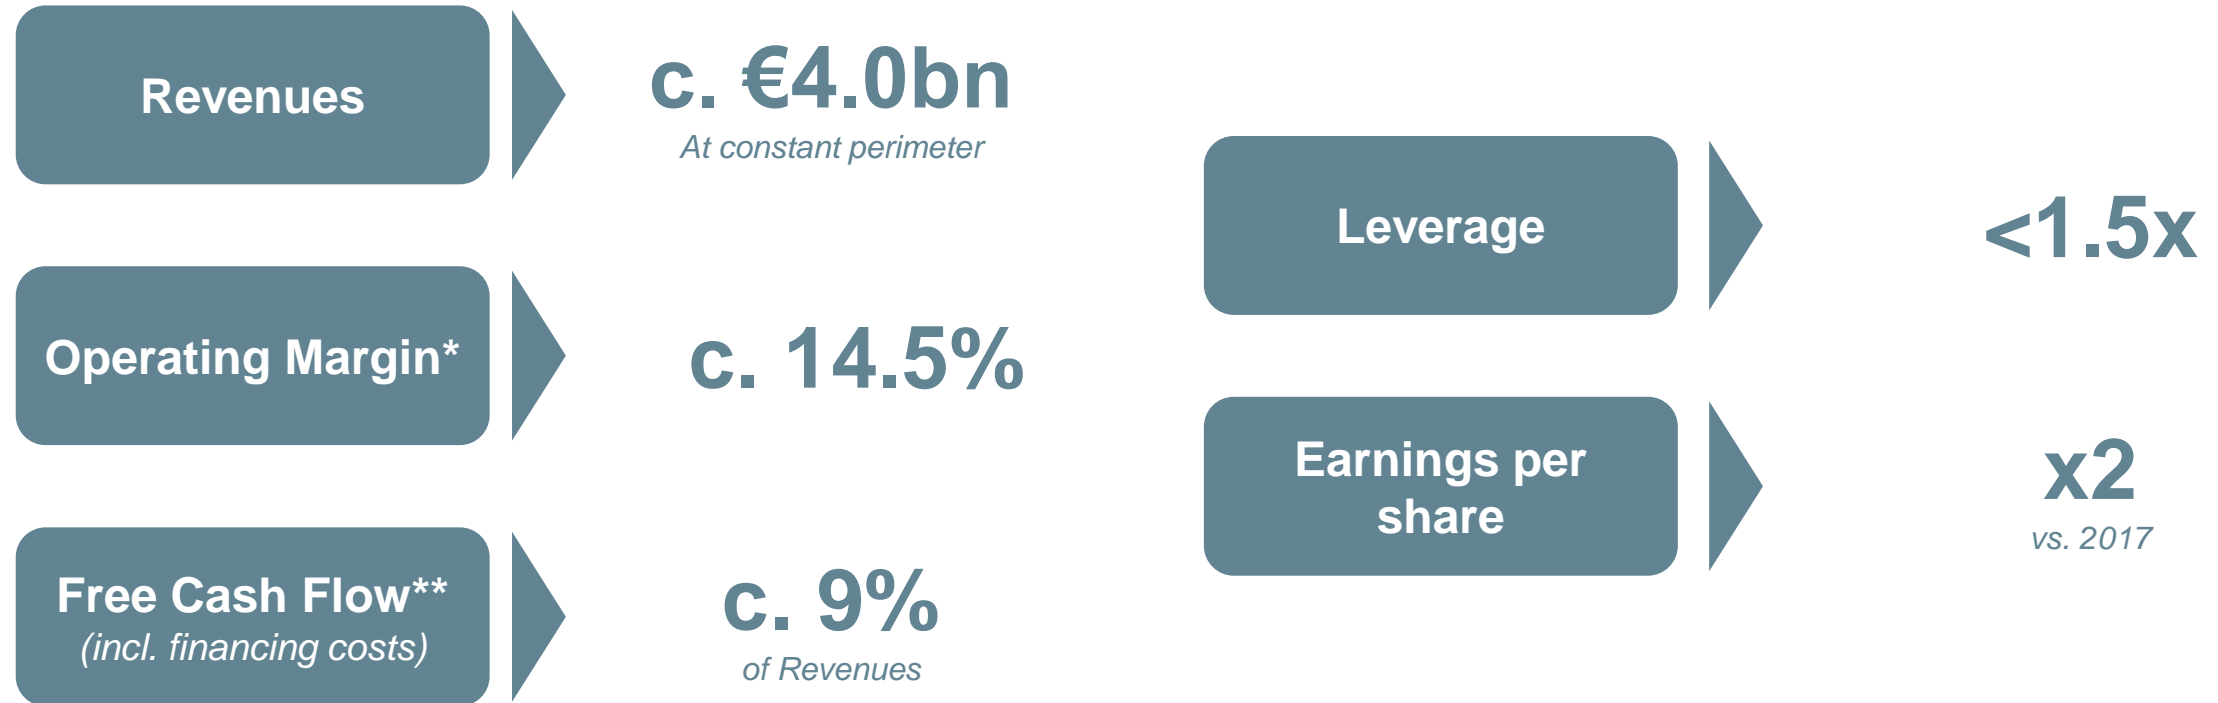 Revenues
c. €4.0bn
At constant perimeter
Operating Margin*
c. 14.5%
Free Cash Flow**
(incl. financing costs)
c. 9%
of Revenues
Leverage
<1.5x
Earnings per
share
x2
vs. 2017